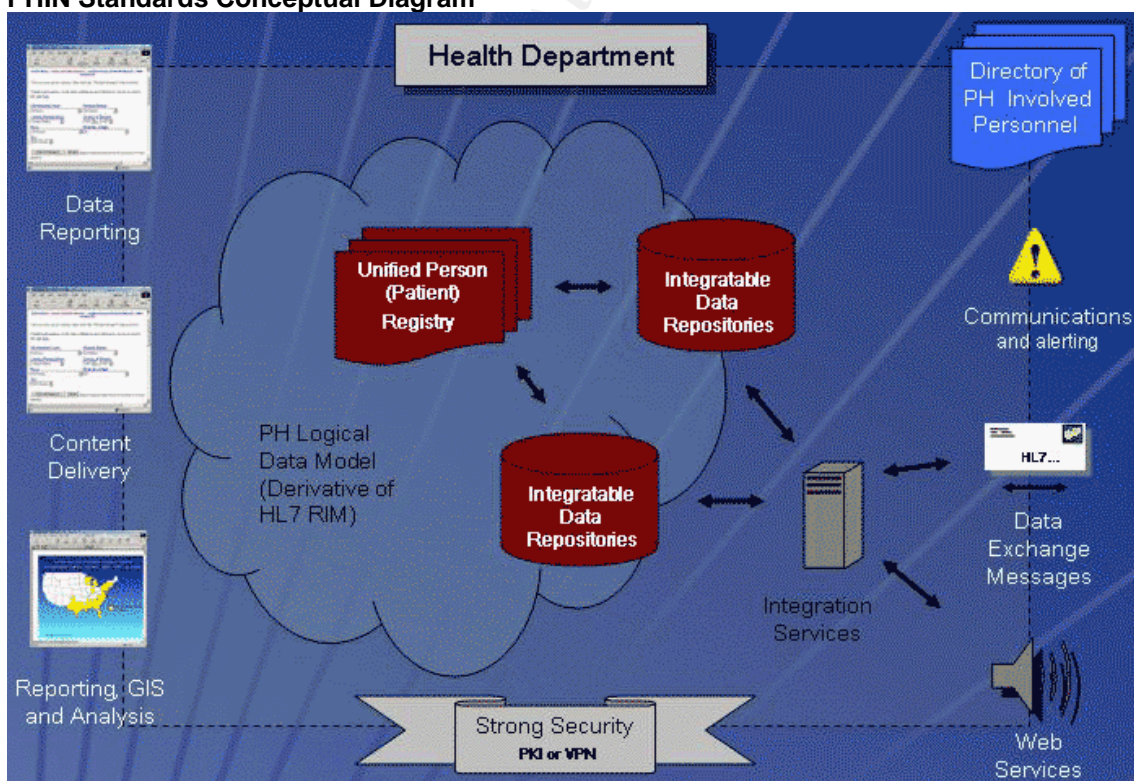 PHIN Standards Conceptual Diagram
Health Department
Directory of
PH Involved
Personnel
Data
Reporting
Unified Person
(Patient)
Registry
Integratable
Data
Repositories
Communications
and alerting
Content
Delivery
PH Logical
Data Model
(Derivative of
HL7 RIM)
Integratable
Data
Repositories
HL7...
Data
Exchange
Messages
Integration
Services
Reporting, GIS
and Analysis
Strong Security
PKI or VPN
Web
Services